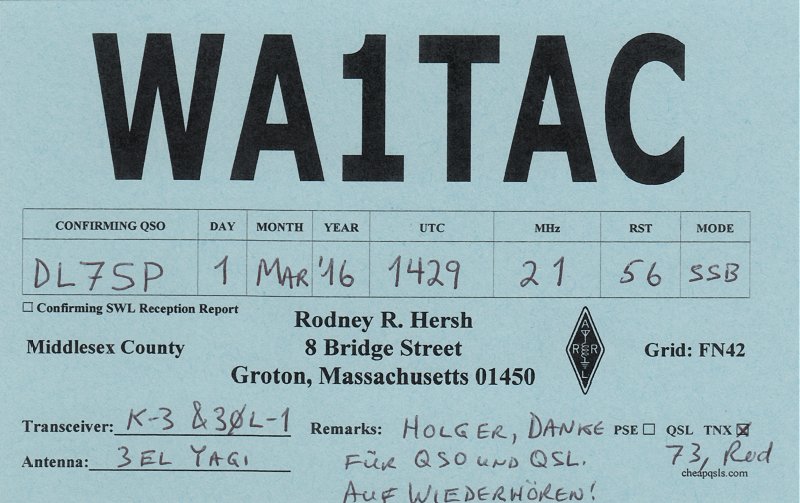 WA1TAC
CONFIRMING QSO DAY MONTH YEAR UTC MHz RST MODE
DL7SP 1 MAR '16 1429 21 56 SSB
☐ Confirming SWL Reception Report
Rodney R. Hersh
Middlesex County 8 Bridge Street Grid: FN42
Groton, Massachusetts 01450
A
R R
L
Transceiver: K-3 & 30L-1 Remarks: HOLGER, DANKE PSE ☐ QSL TNX ☒
Antenna: 3 EL YAGI FÜR QSO UND QSL. 73, Rod
cheapqsls.com
AUF WIEDERHÖREN!